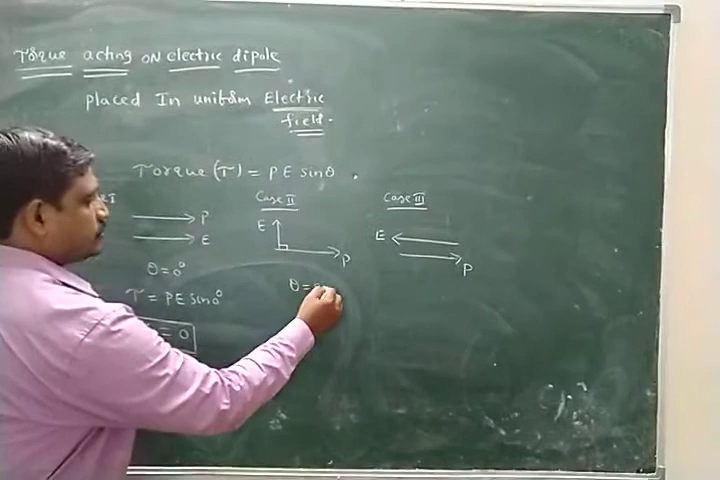 Torque acting on electric dipole
placed In uniform Electric
field.
Torque (τ) = P E sinθ .
I
P
E
θ = 0°
τ = PE sin0°
= 0
Case II
E
P
θ =
Case III
E
P